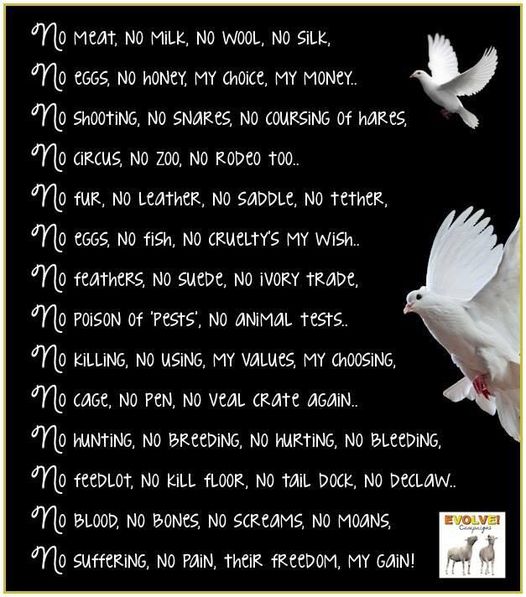 No meat, no milk, no wool, no silk,
No eggs, no honey, my choice, my money..
No shooting, no snares, no coursing of hares,
No circus, no zoo, no rodeo too..
No fur, no leather, no saddle, no tether,
No eggs, no fish, no cruelty's my wish..
No feathers, no suede, no ivory trade,
No poison of 'pests', no animal tests..
No killing, no using, my values, my choosing,
No cage, no pen, no veal crate again..
No hunting, no breeding, no hurting, no bleeding,
No feedlot, no kill floor, no tail dock, no declaw..
No blood, no bones, no screams, no moans,
No suffering, no pain, their freedom, my gain!
EVOLVE!
Campaigns